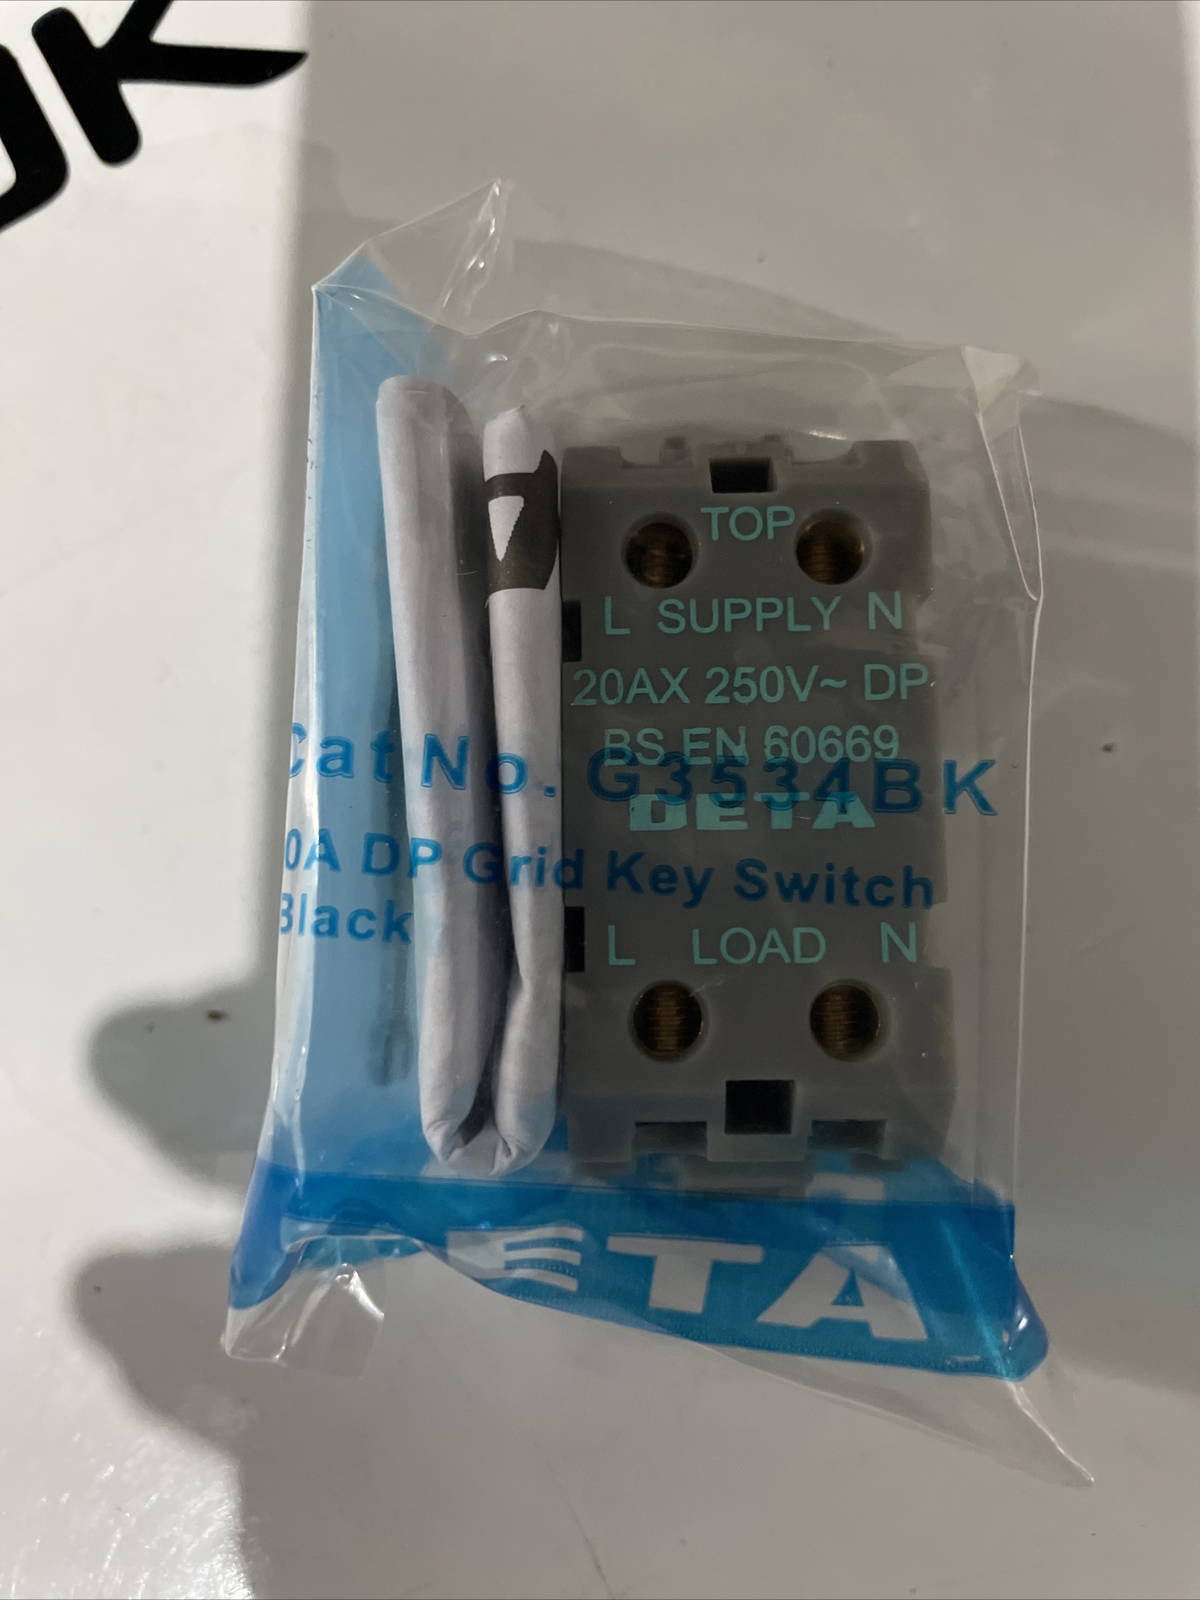 TOP
L SUPPLY N
20AX 250V~ DP
BS EN 60669
Cat No. G3534BK
DETA
0A DP Grid Key Switch
Black
L LOAD N
ETA